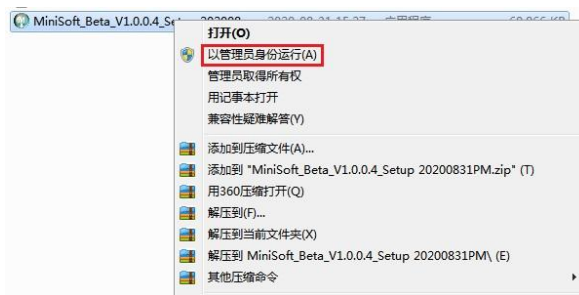 MiniSoft_Beta_V1.0.0.4_Se
打开(O)
以管理员身份运行(A)
管理员取得所有权
用记事本打开
兼容性疑难解答(Y)
添加到压缩文件(A)...
添加到 "MiniSoft_Beta_V1.0.0.4_Setup 20200831PM.zip" (T)
用360压缩打开(Q)
解压到(F)...
解压到当前文件夹(X)
解压到 MiniSoft_Beta_V1.0.0.4_Setup 20200831PM\ (E)
其他压缩命令